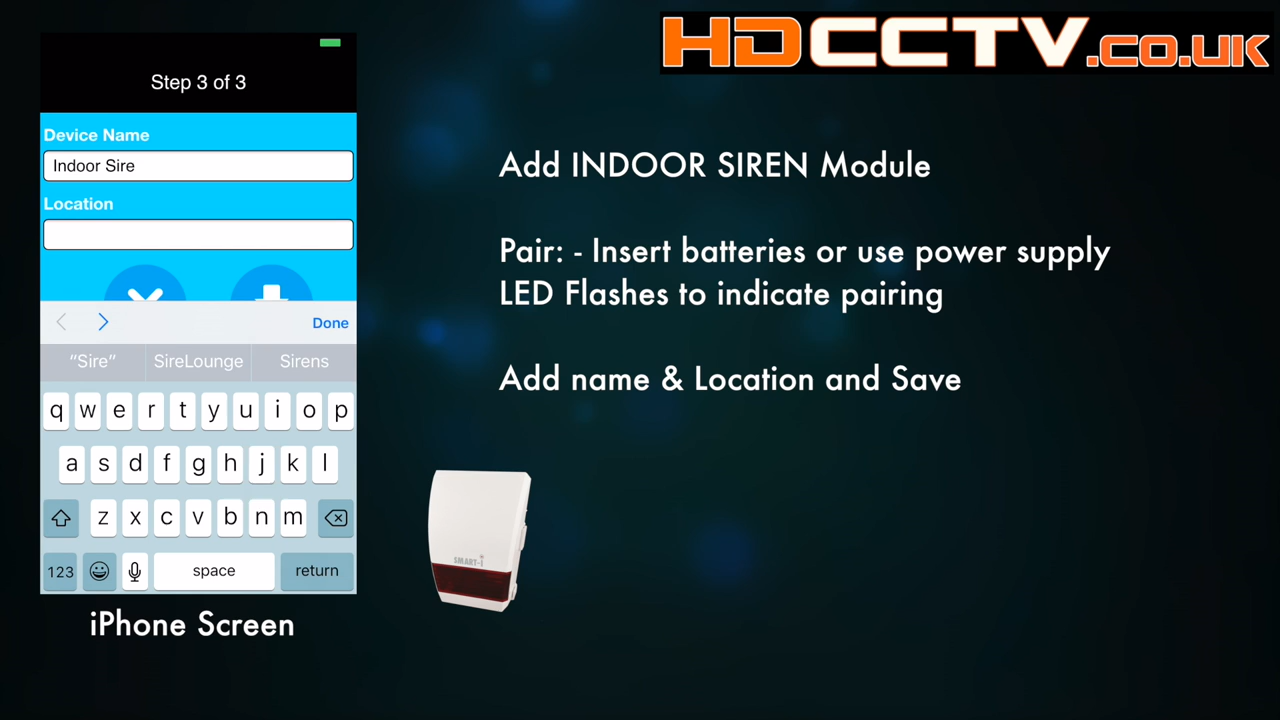 HDCCTV.co.uk
Step 3 of 3
Device Name
Indoor Sire
Location
Done
“Sire” SireLounge Sirens
q w e r t y u i o p
a s d f g h j k l
z x c v b n m
123 space return
iPhone Screen
Add INDOOR SIREN Module
Pair: - Insert batteries or use power supply
LED Flashes to indicate pairing
Add name & Location and Save
SMART-i